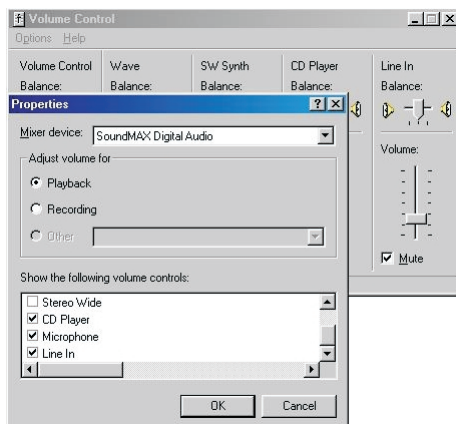 Volume Control
Options Help
Volume Control Wave SW Synth CD Player Line In
Balance: Balance: Balance: Balance: Balance:
Properties
Mixer device: SoundMAX Digital Audio
Adjust volume for
Playback
Recording
Other
Volume:
Mute
Show the following volume controls:
Stereo Wide
CD Player
Microphone
Line In
OK Cancel